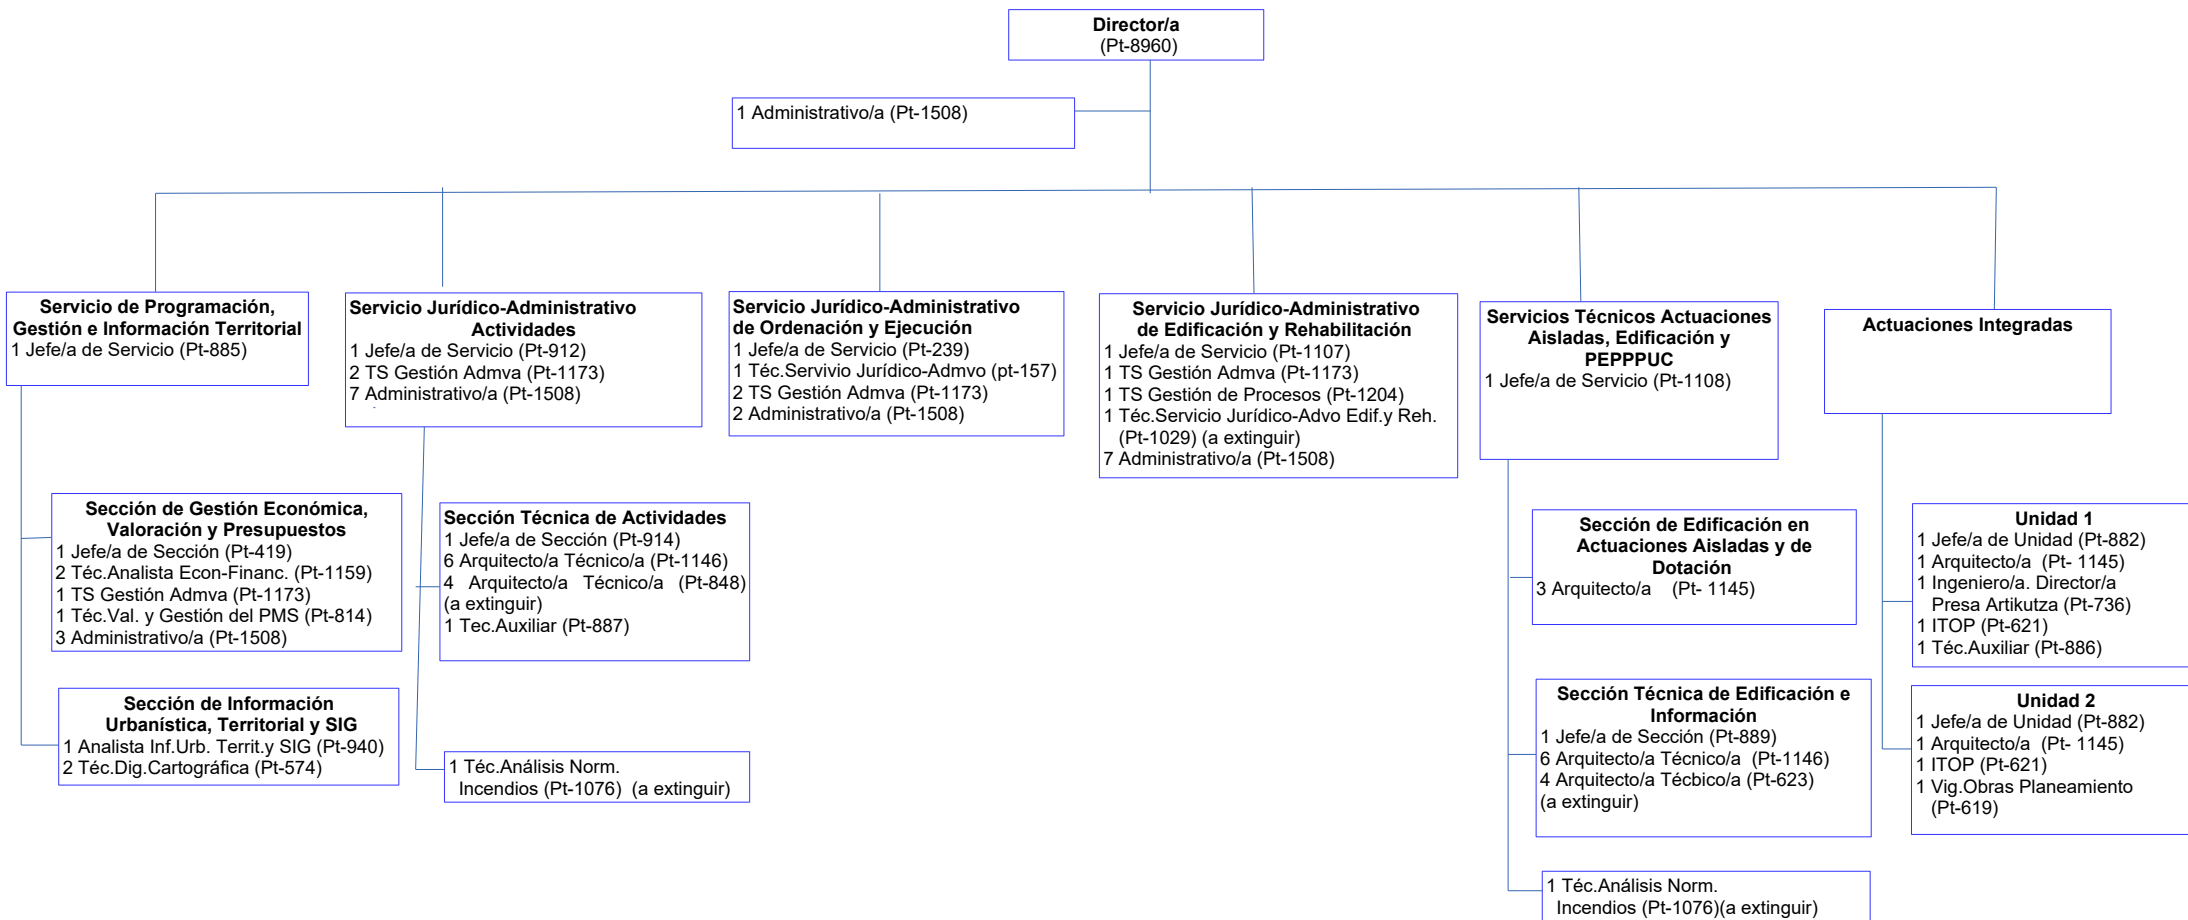 Director/a
(Pt-8960)
1 Administrativo/a (Pt-1508)
Servicio de Programación,
Gestión e Información Territorial
1 Jefe/a de Servicio (Pt-885)
Servicio Jurídico-Administrativo
Actividades
1 Jefe/a de Servicio (Pt-912)
2 TS Gestión Admva (Pt-1173)
7 Administrativo/a (Pt-1508)
Servicio Jurídico-Administrativo
de Ordenación y Ejecución
1 Jefe/a de Servicio (Pt-239)
1 Téc.Servivio Jurídico-Admvo (pt-157)
2 TS Gestión Admva (Pt-1173)
2 Administrativo/a (Pt-1508)
Servicio Jurídico-Administrativo
de Edificación y Rehabilitación
1 Jefe/a de Servicio (Pt-1107)
1 TS Gestión Admva (Pt-1173)
1 TS Gestión de Procesos (Pt-1204)
1 Téc.Servicio Jurídico-Advo Edif.y Reh.
(Pt-1029) (a extinguir)
7 Administrativo/a (Pt-1508)
Servicios Técnicos Actuaciones
Aisladas, Edificación y
PEPPPUC
1 Jefe/a de Servicio (Pt-1108)
Actuaciones Integradas
Sección de Gestión Económica,
Valoración y Presupuestos
1 Jefe/a de Sección (Pt-419)
2 Téc.Analista Econ-Financ. (Pt-1159)
1 TS Gestión Admva (Pt-1173)
1 Téc.Val. y Gestión del PMS (Pt-814)
3 Administrativo/a (Pt-1508)
Sección de Información
Urbanística, Territorial y SIG
1 Analista Inf.Urb. Territ.y SIG (Pt-940)
2 Téc.Dig.Cartográfica (Pt-574)
Sección Técnica de Actividades
1 Jefe/a de Sección (Pt-914)
6 Arquitecto/a Técnico/a (Pt-1146)
4 Arquitecto/a Técnico/a (Pt-848)
(a extinguir)
1 Tec.Auxiliar (Pt-887)
1 Téc.Análisis Norm.
Incendios (Pt-1076) (a extinguir)
Sección de Edificación en
Actuaciones Aisladas y de
Dotación
3 Arquitecto/a (Pt- 1145)
Sección Técnica de Edificación e
Información
1 Jefe/a de Sección (Pt-889)
6 Arquitecto/a Técnico/a (Pt-1146)
4 Arquitecto/a Técbico/a (Pt-623)
(a extinguir)
1 Téc.Análisis Norm.
Incendios (Pt-1076)(a extinguir)
Unidad 1
1 Jefe/a de Unidad (Pt-882)
1 Arquitecto/a (Pt- 1145)
1 Ingeniero/a. Director/a
Presa Artikutza (Pt-736)
1 ITOP (Pt-621)
1 Téc.Auxiliar (Pt-886)
Unidad 2
1 Jefe/a de Unidad (Pt-882)
1 Arquitecto/a (Pt- 1145)
1 ITOP (Pt-621)
1 Vig.Obras Planeamiento
(Pt-619)